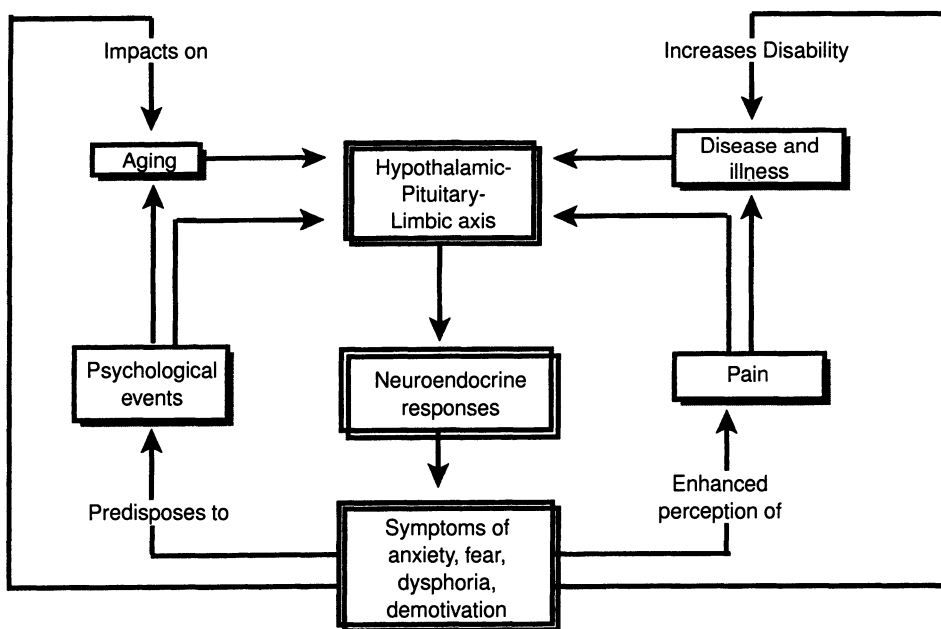 Impacts on
Increases Disability
Aging
Hypothalamic-
Pituitary-
Limbic axis
Disease and
illness
Psychological
events
Neuroendocrine
responses
Pain
Predisposes to
Enhanced
perception of
Symptoms of
anxiety, fear,
dysphoria,
demotivation